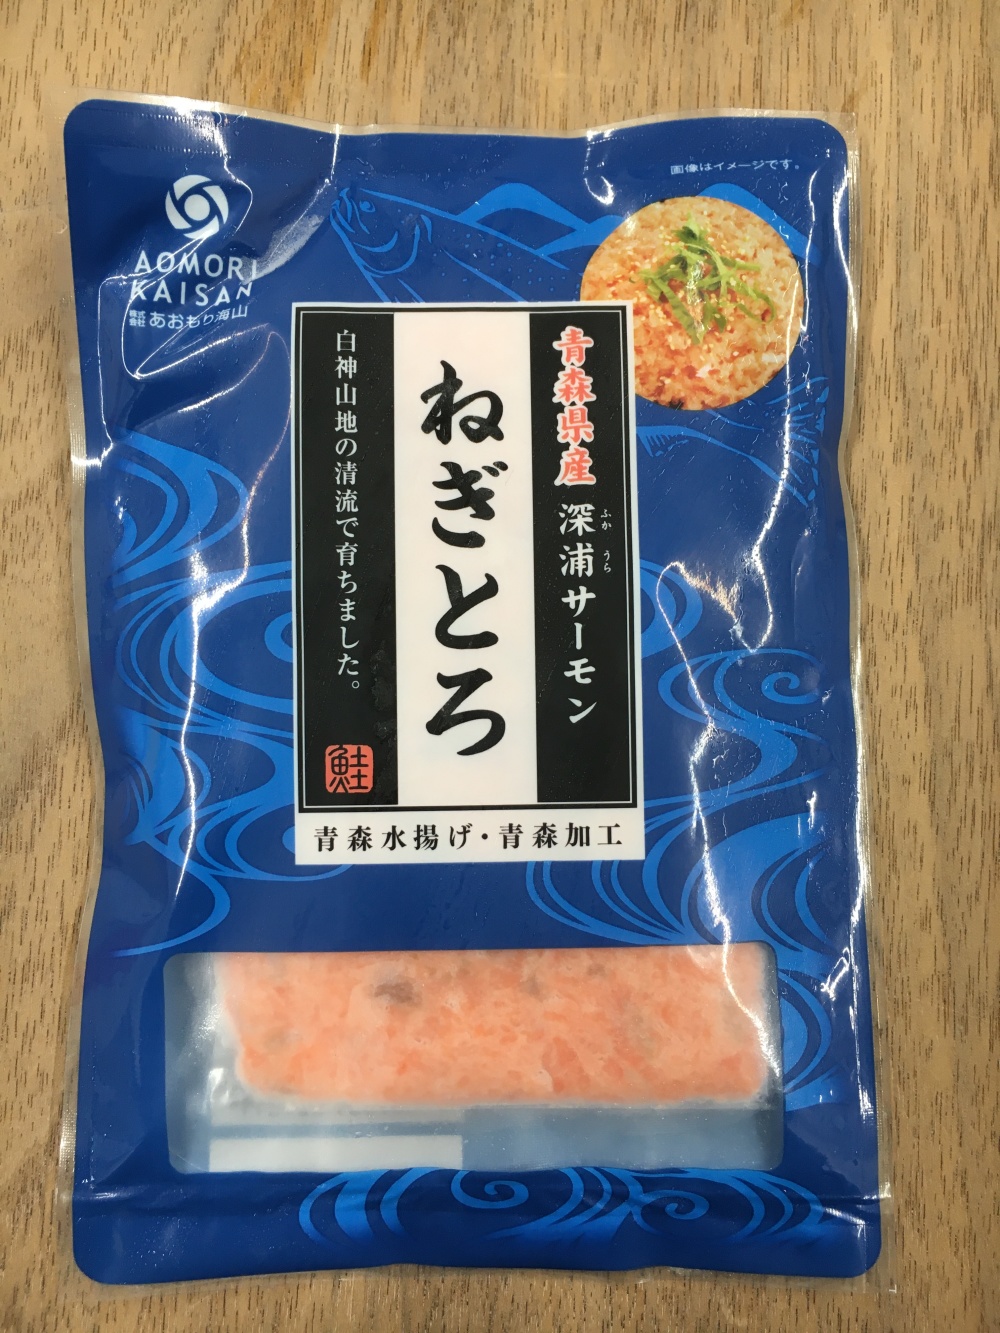 図像はイメージです。
AOMORI
KAISAN
株式会社 あおもり海山
青森県産 深浦サーモン
ふか うら
ねぎとろ
白神山地の清流で育ちました。
鮭
青森水揚げ・青森加工